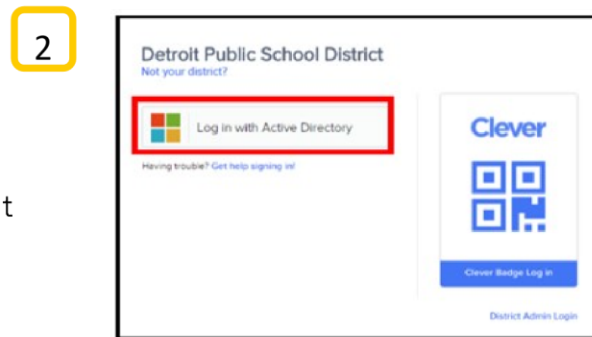 2
Detroit Public School District
Not your district?
Log in with Active Directory
Having trouble? Get help signing in!
t
Clever
Clever Badge Log in
District Admin Login